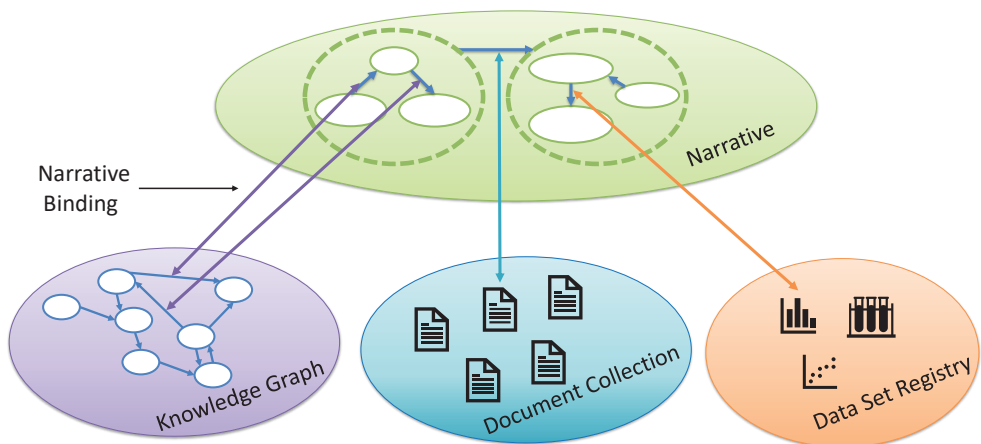 Narrative
Narrative
Binding
Knowledge Graph
Document Collection
Data Set Registry